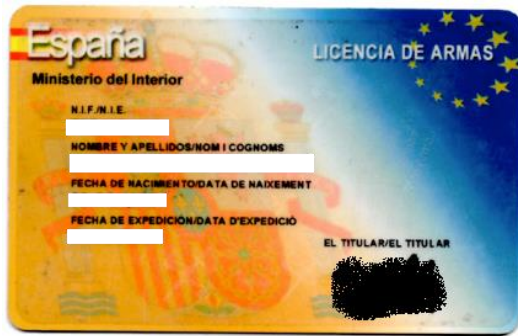 España
LICENCIA DE ARMAS
Ministerio del Interior
N.I.F./N.I.E.
NOMBRE Y APELLIDOS/NOM I COGNOMS
FECHA DE NACIMIENTO/DATA DE NAIXEMENT
FECHA DE EXPEDICIÓN/DATA D'EXPEDICIÓ
EL TITULAR/EL TITULAR